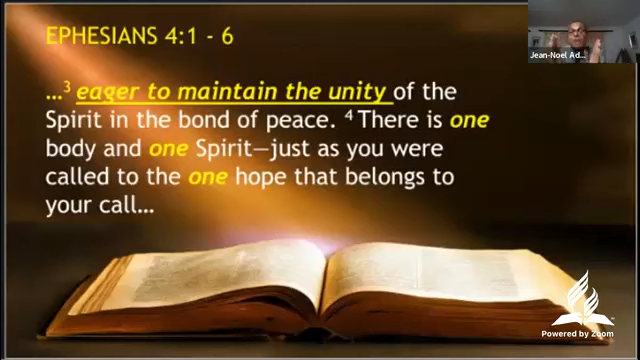 EPHESIANS 4:1 - 6
Jean-Noel Ad...
...³ eager to maintain the unity of the
Spirit in the bond of peace. ⁴ There is one
body and one Spirit—just as you were
called to the one hope that belongs to
your call...
Powered by Zoom